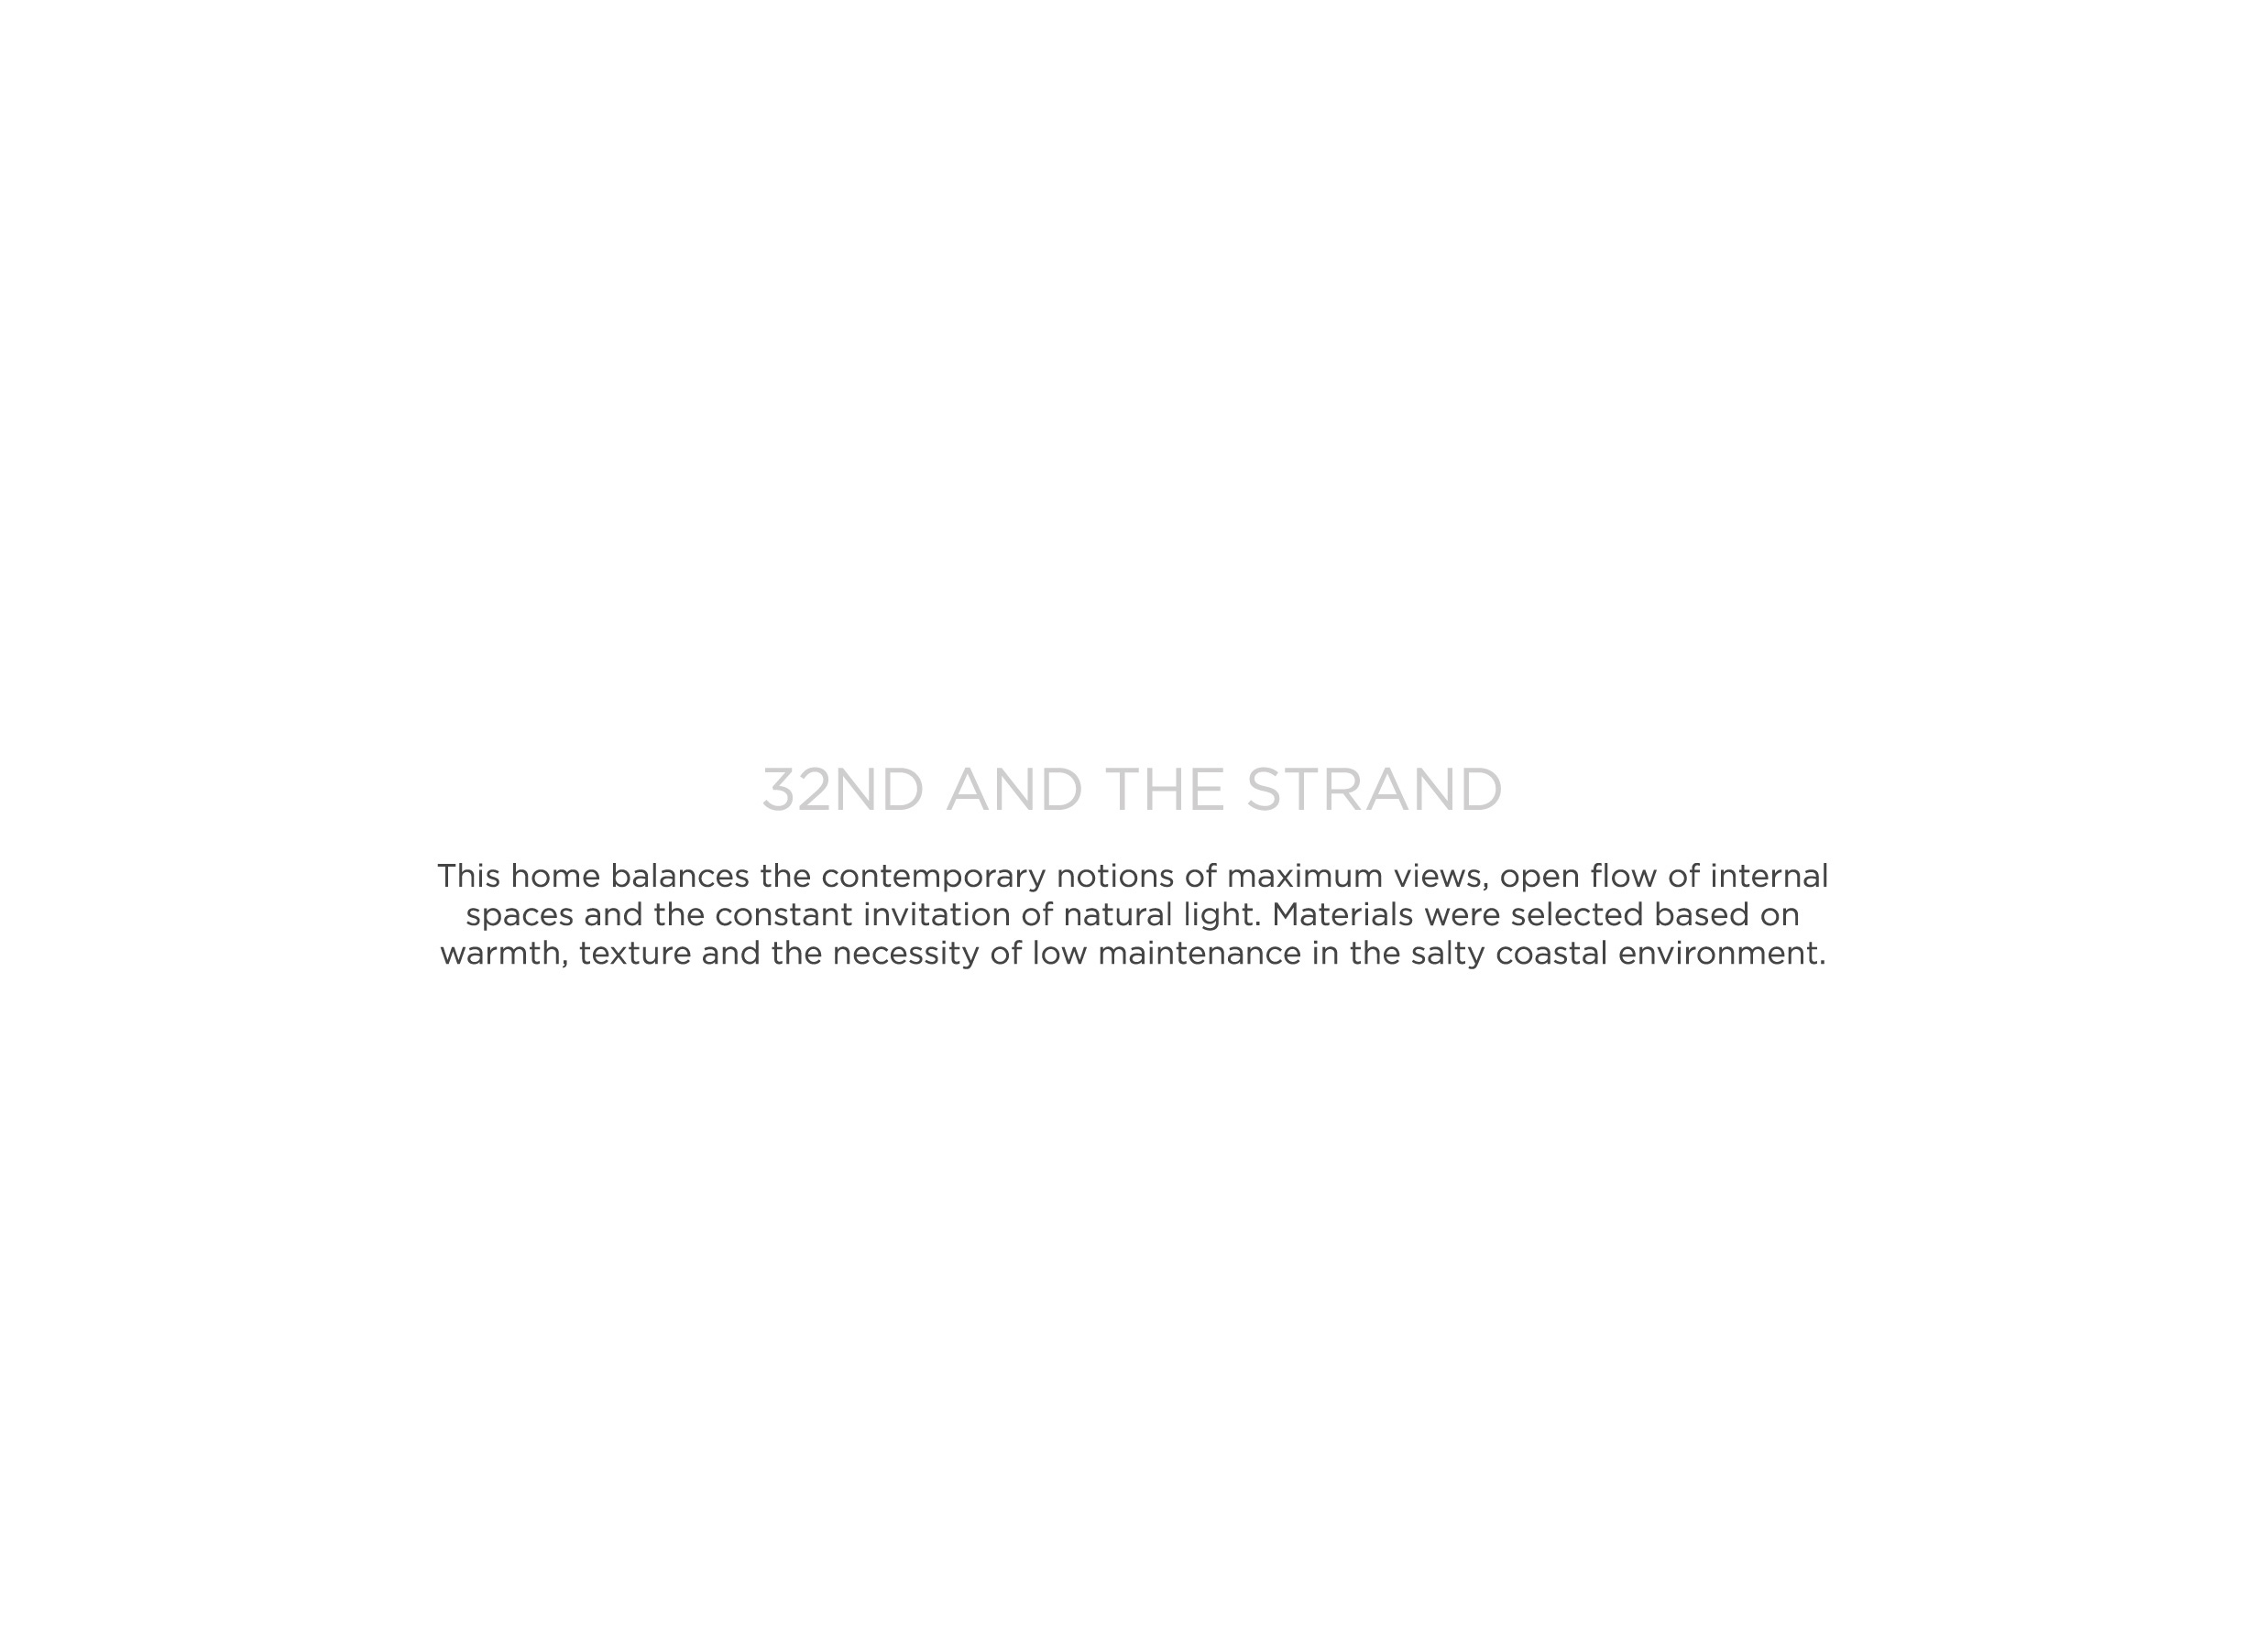 32ND AND THE STRAND
This home balances the contemporary notions of maximum views, open flow of internal
spaces and the constant invitation of natural light. Materials were selected based on
warmth, texture and the necessity of low maintenance in the salty coastal environment.